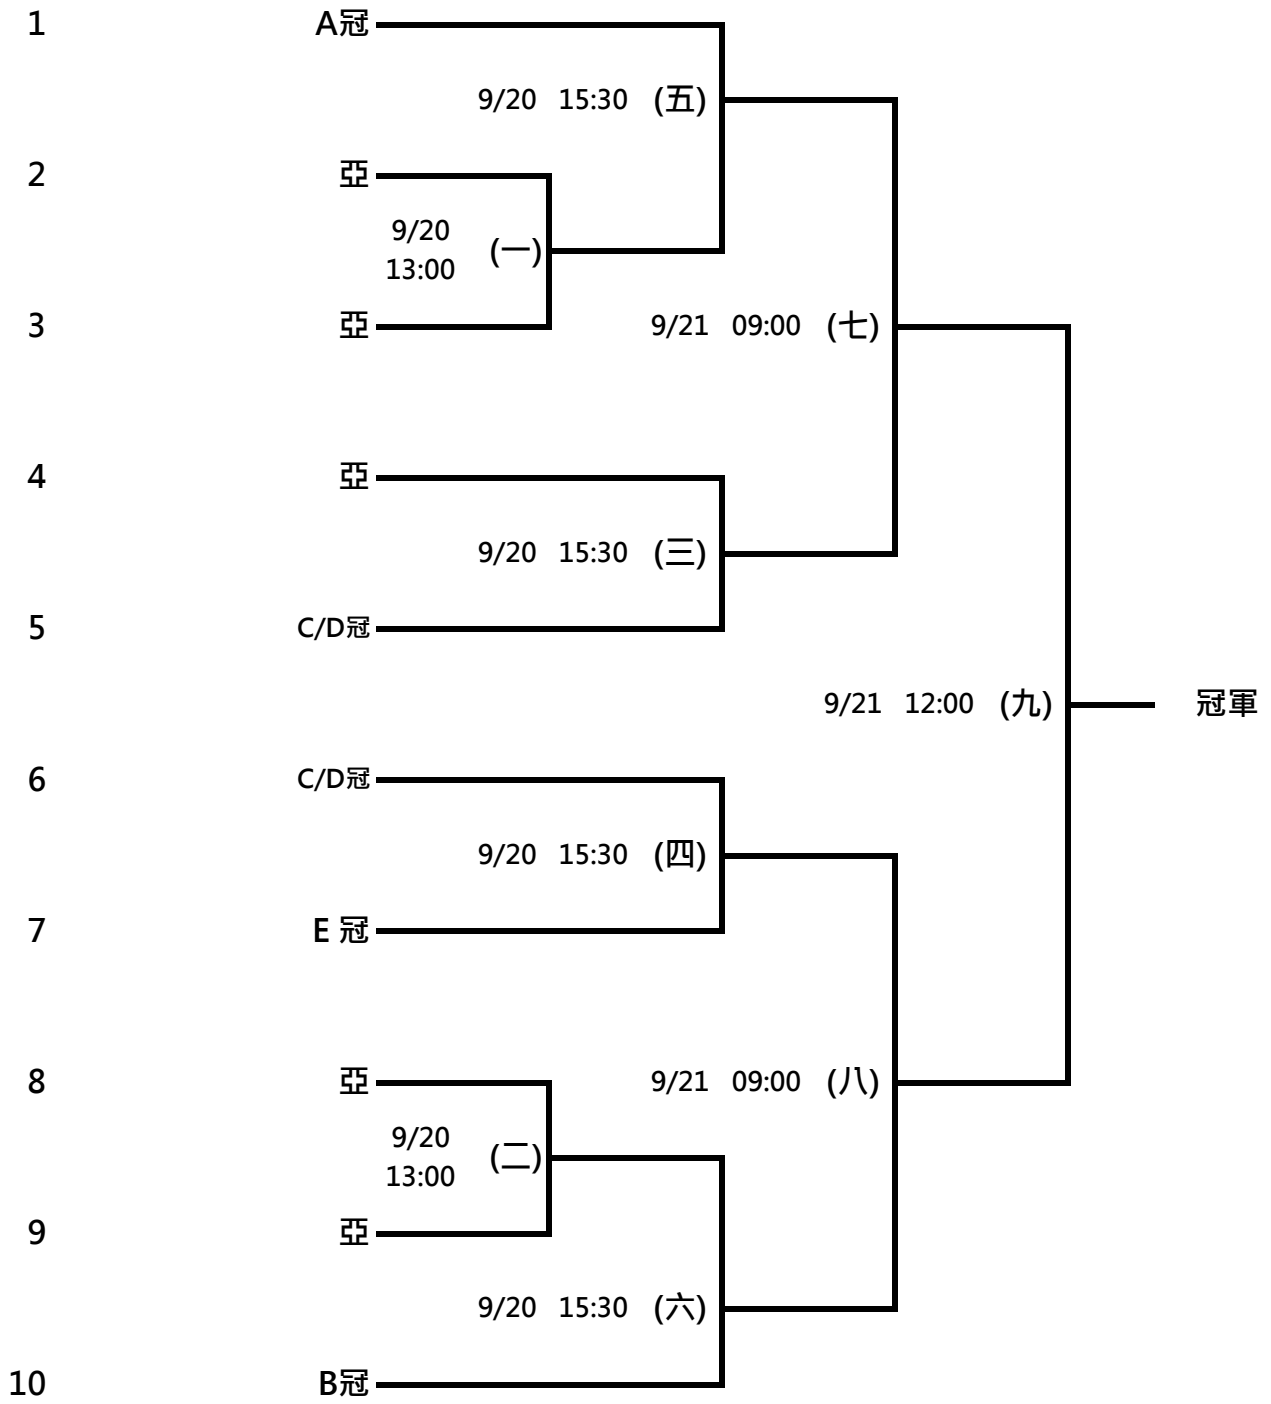 1 A冠
9/20 15:30 (五)
2 亞
9/20
13:00 (一)
3 亞
9/21 09:00 (七)
4 亞
9/20 15:30 (三)
5 C/D冠
9/21 12:00 (九) 冠軍
6 C/D冠
9/20 15:30 (四)
7 E 冠
8 亞
9/21 09:00 (八)
9/20
13:00 (二)
9 亞
9/20 15:30 (六)
10 B冠